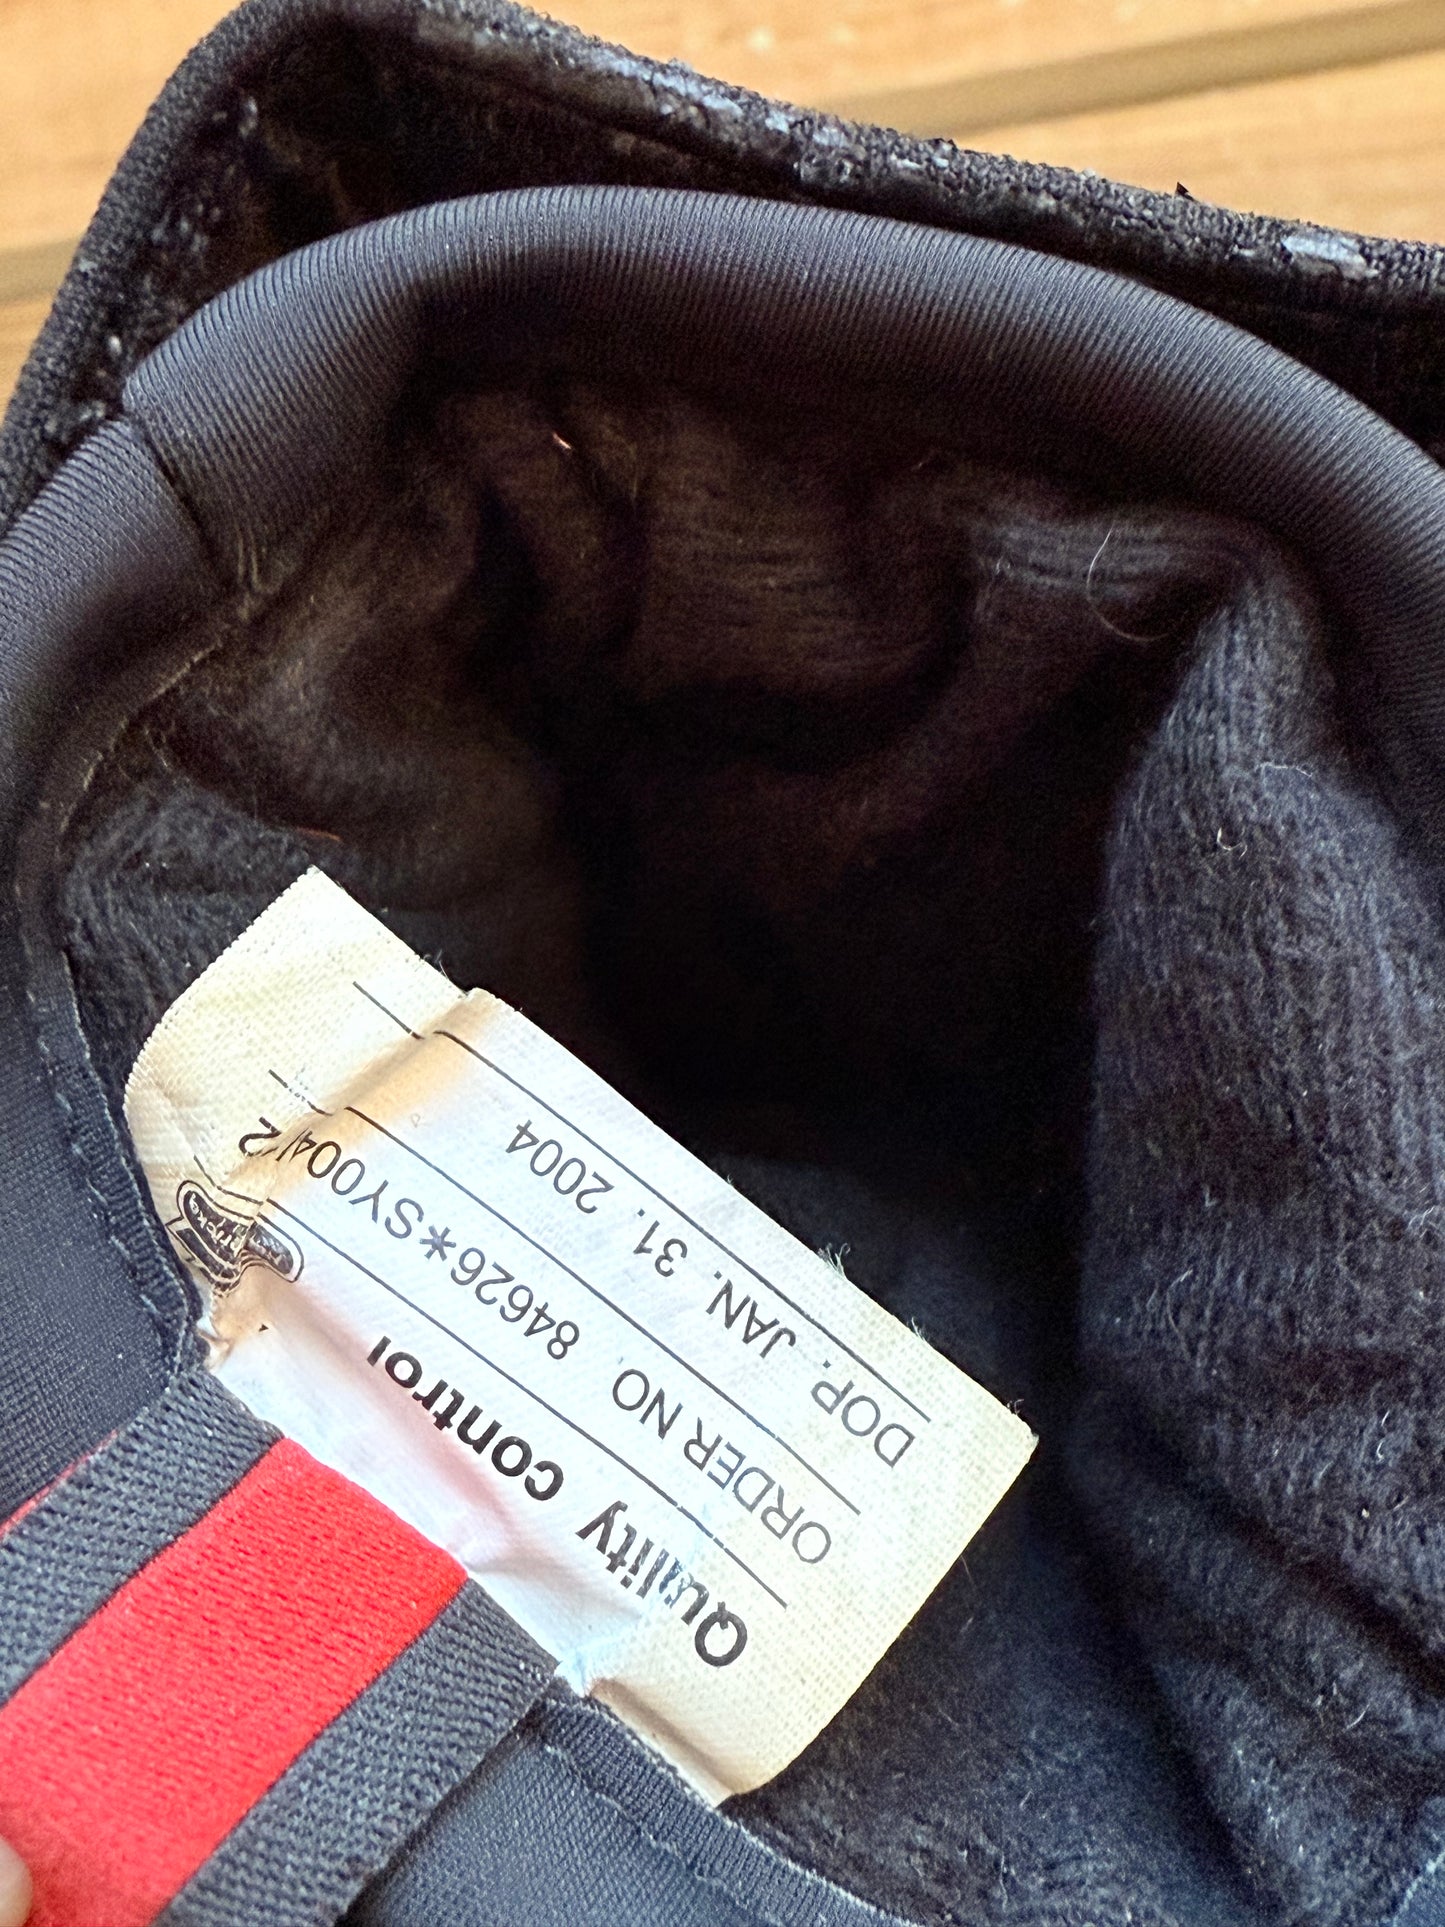 Quality control
ORDER NO 84626*SY004/2
DOP. JAN. 31. 2004